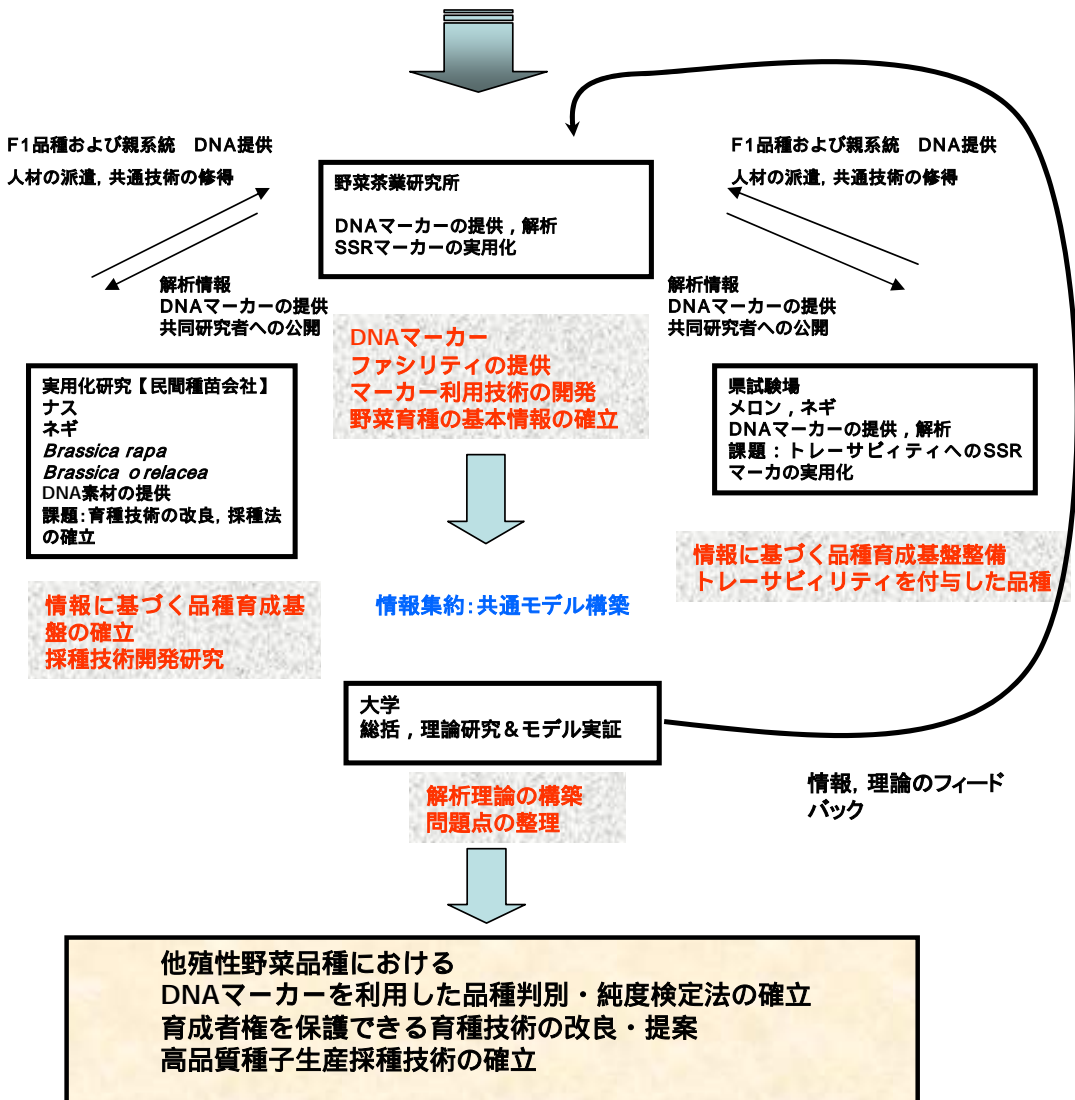 F1品種および親系統　DNA提供
人材の派遣, 共通技術の修得
F1品種および親系統　DNA提供
人材の派遣, 共通技術の修得
野菜茶業研究所
DNAマーカーの提供，解析
SSRマーカーの実用化
解析情報
DNAマーカーの提供
共同研究者への公開
解析情報
DNAマーカーの提供
共同研究者への公開
DNAマーカー
ファシリティの提供
マーカー利用技術の開発
野菜育種の基本情報の確立
実用化研究【民間種苗会社】
ナス
ネギ
Brassica rapa
Brassica orelacea
DNA素材の提供
課題：育種技術の改良, 採種法
の確立
県試験場
メロン，ネギ
DNAマーカーの提供，解析
課題：トレーサビィティへのSSR
マーカの実用化
情報に基づく品種育成基盤整備
トレーサビィリティを付与した品種
情報に基づく品種育成基
盤の確立
採種技術開発研究
情報集約：共通モデル構築
大学
総括，理論研究＆モデル実証
解析理論の構築
問題点の整理
情報, 理論のフィード
バック
他殖性野菜品種における
DNAマーカーを利用した品種判別・純度検定法の確立
育成者権を保護できる育種技術の改良・提案
高品質種子生産採種技術の確立